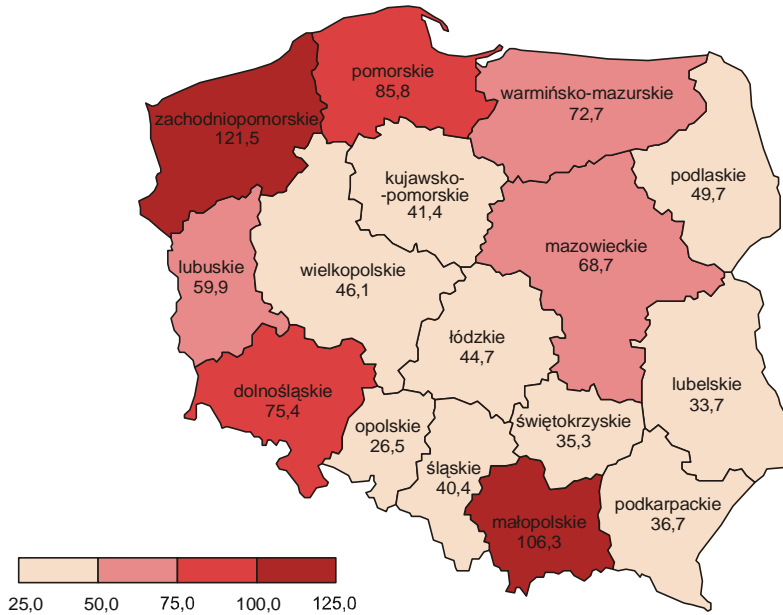 pomorskie
85,8
warmińsko-mazurskie
72,7
zachodniopomorskie
121,5
podlaskie
49,7
kujawsko-
-pomorskie
41,4
mazowieckie
68,7
lubuskie
59,9
wielkopolskie
46,1
łódzkie
44,7
lubelskie
33,7
dolnośląskie
75,4
opolskie
26,5
świętokrzyskie
35,3
śląskie
40,4
małopolskie
106,3
podkarpackie
36,7
25,0 50,0 75,0 100,0 125,0